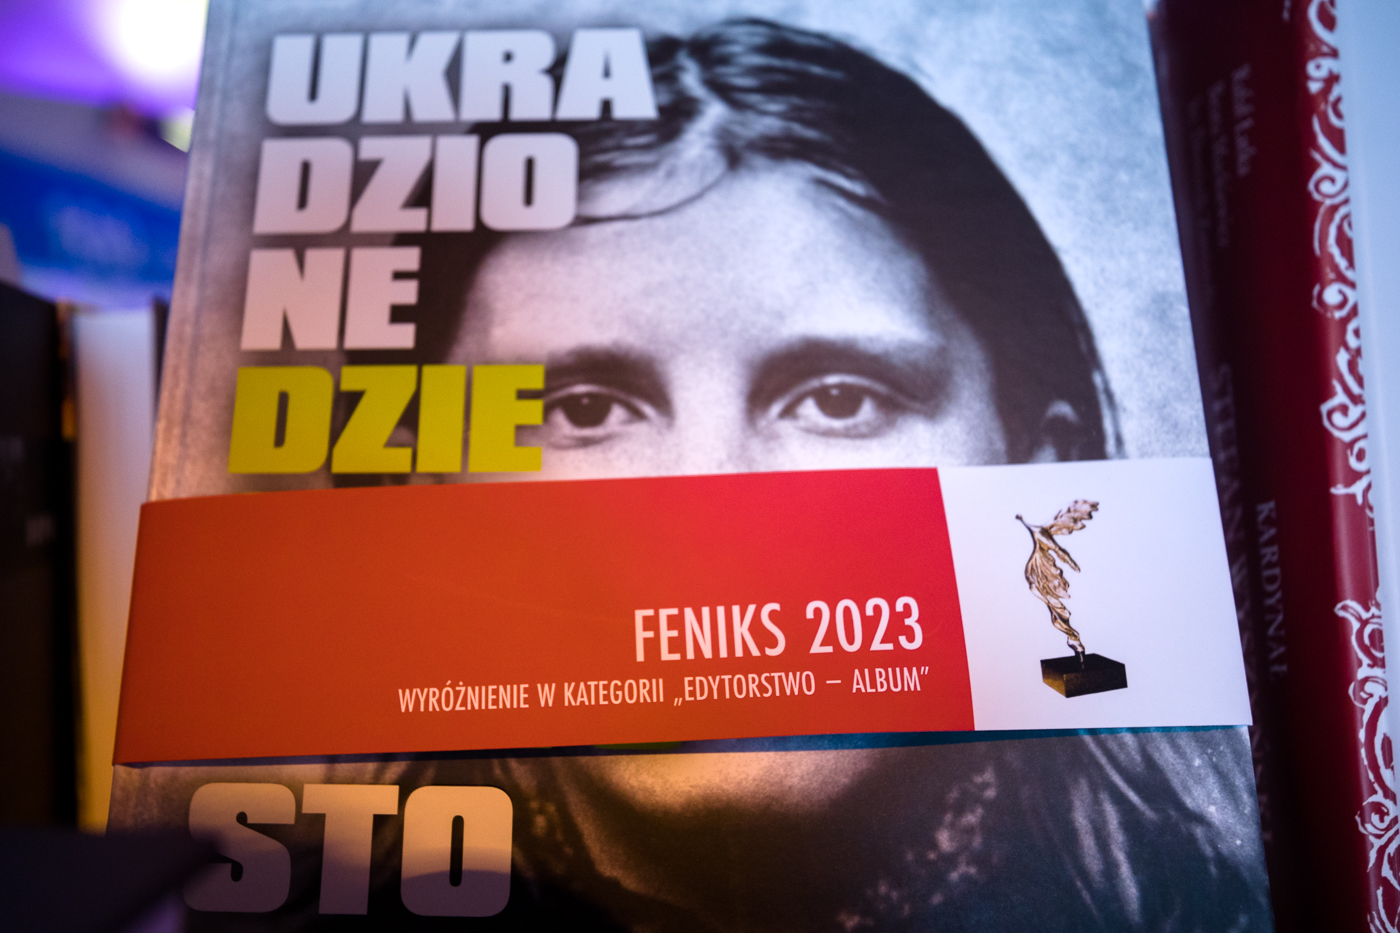 UKRA
DZIO
NE
DZIE
FENIKS 2023
WYRÓŻNIENIE W KATEGORII „EDYTORSTWO – ALBUM”
STO
KARDYNAŁ